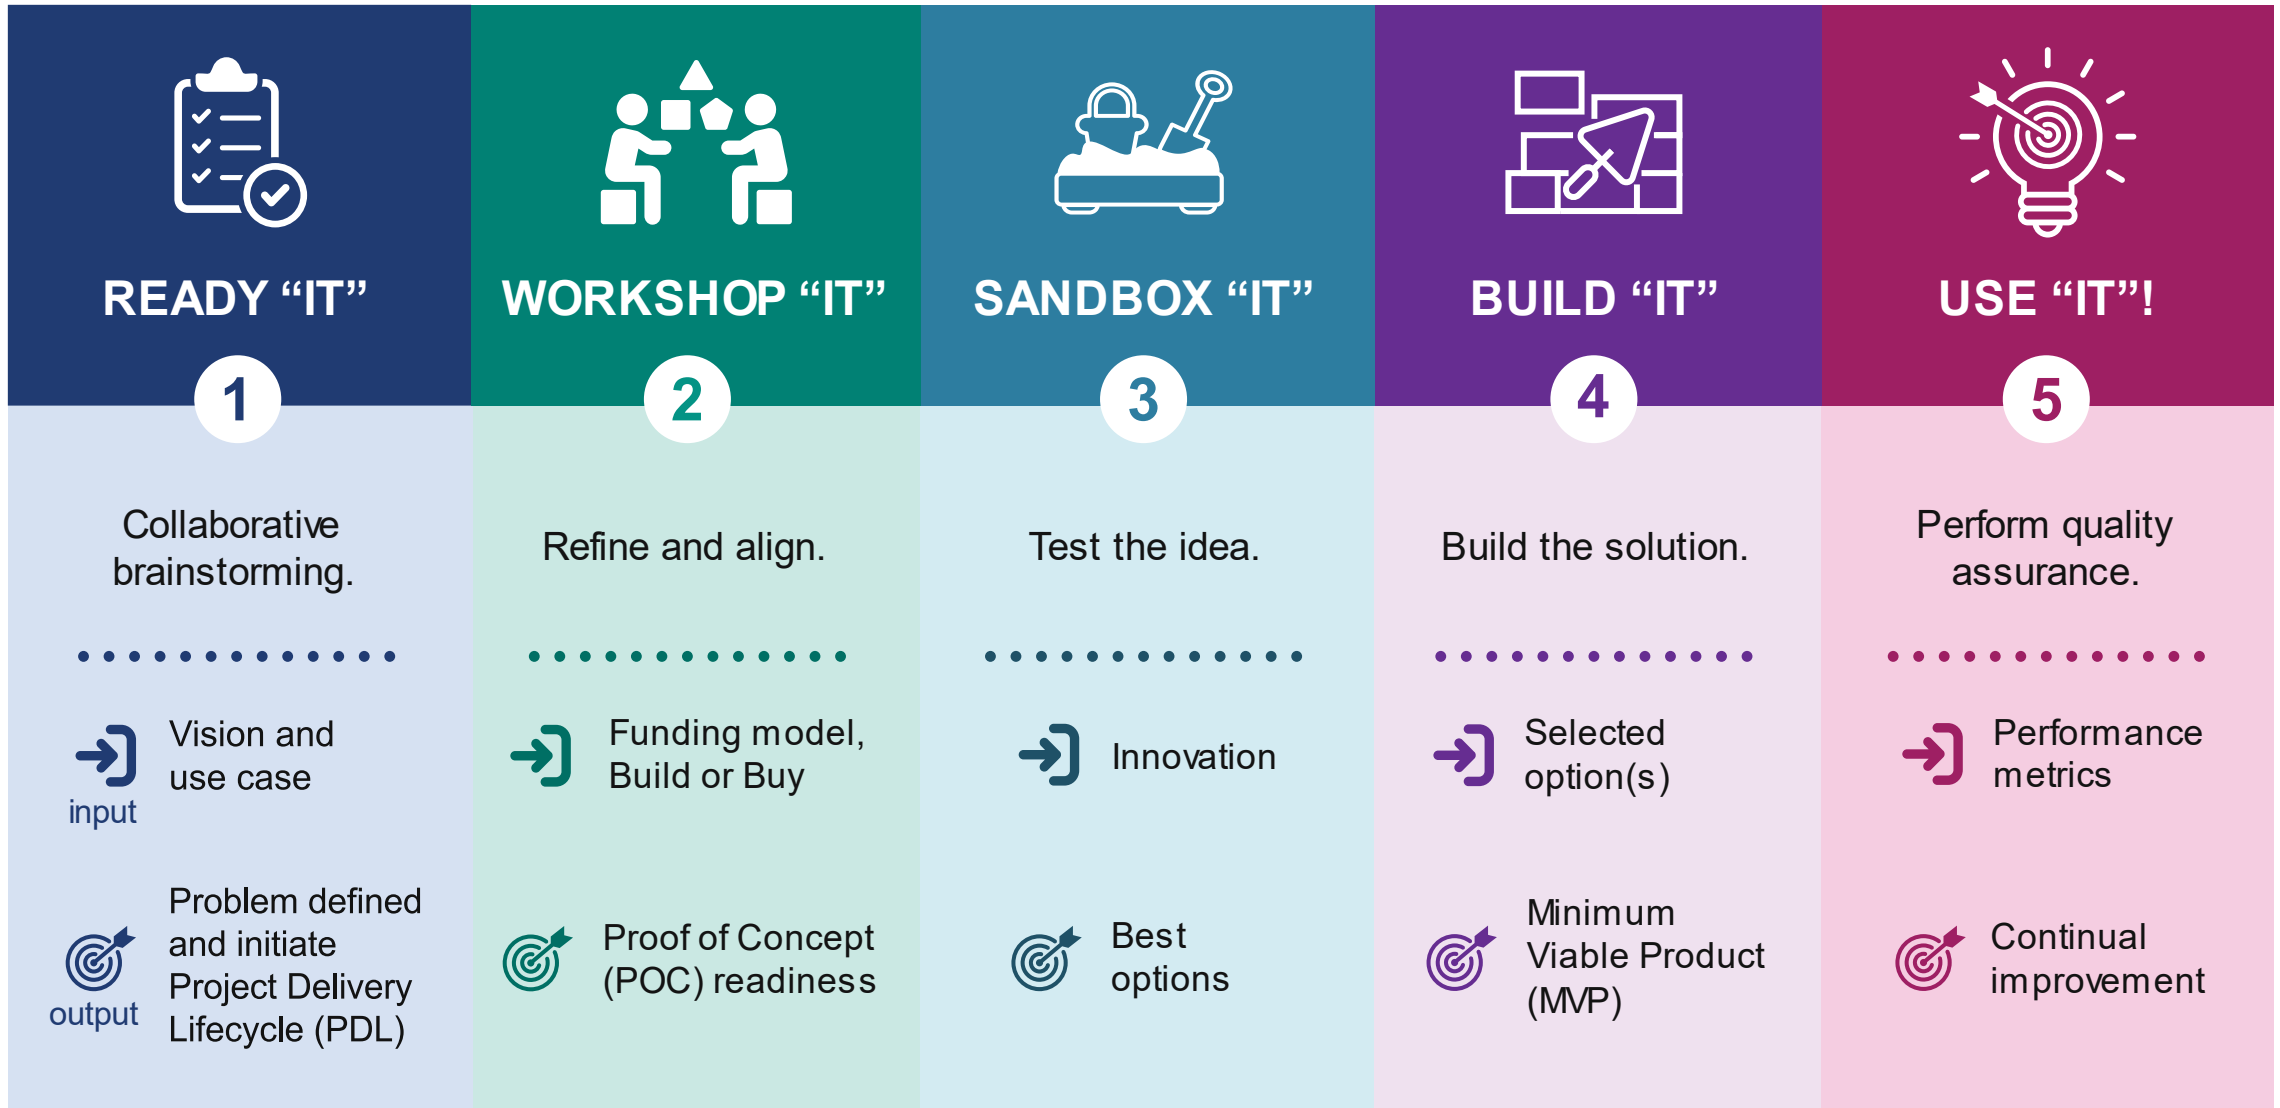 READY “IT”
1
Collaborative
brainstorming.
input
Vision and
use case
output
Problem defined
and initiate
Project Delivery
Lifecycle (PDL)
WORKSHOP “IT”
2
Refine and align.
Funding model,
Build or Buy
Proof of Concept
(POC) readiness
SANDBOX “IT”
3
Test the idea.
Innovation
Best
options
BUILD “IT”
4
Build the solution.
Selected
option(s)
Minimum
Viable Product
(MVP)
USE “IT”!
5
Perform quality
assurance.
Performance
metrics
Continual
improvement